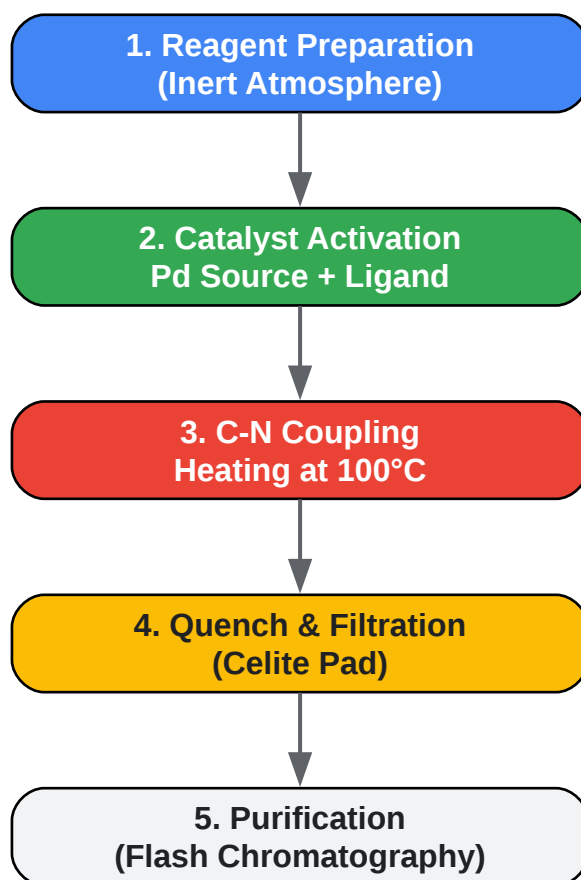 1. Reagent Preparation
(Inert Atmosphere)
2. Catalyst Activation
Pd Source + Ligand
3. C-N Coupling
Heating at 100°C
4. Quench & Filtration
(Celite Pad)
5. Purification
(Flash Chromatography)